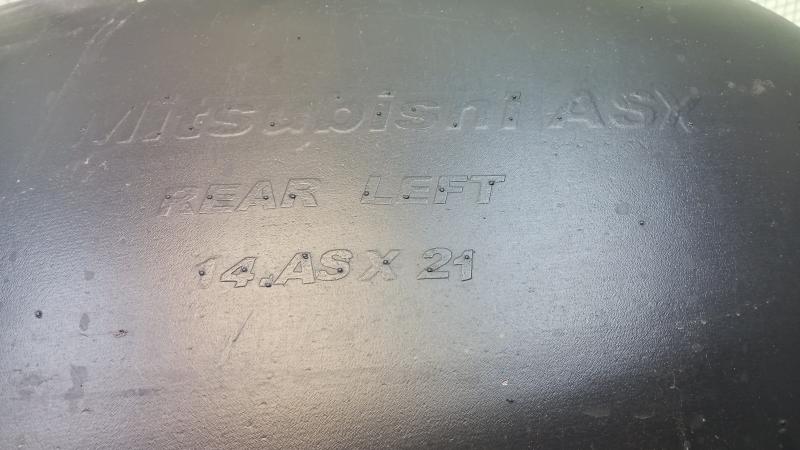 Mitsubishi ASX
REAR LEFT
14.ASX 21